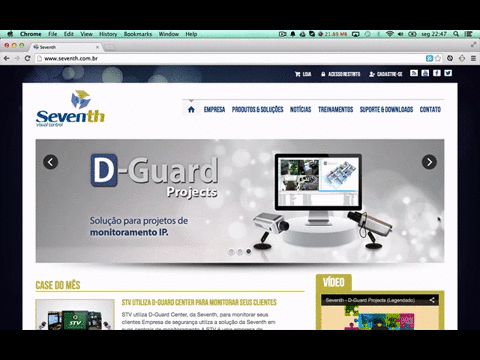 Chrome File Edit View History Bookmarks Window Help 21.69 MB seg 22:47
Seventh
www.seventh.com.br
LOJA ACESSO RESTRITO CADASTRE-SE
Seventh
visual control
EMPRESA PRODUTOS & SOLUÇÕES NOTÍCIAS TREINAMENTOS SUPORTE & DOWNLOADS CONTATO
D-Guard
Projects
Solução para projetos de
monitoramento IP.
CASE DO MÊS
VÍDEO
STV UTILIZA D-GUARD CENTER PARA MONITORAR SEUS CLIENTES
Seventh - D-Guard Projects (Legendado)
STV utiliza D-Guard Center, da Seventh, para monitorar seus
clientes Empresa de segurança utiliza a solução da Seventh em
STV